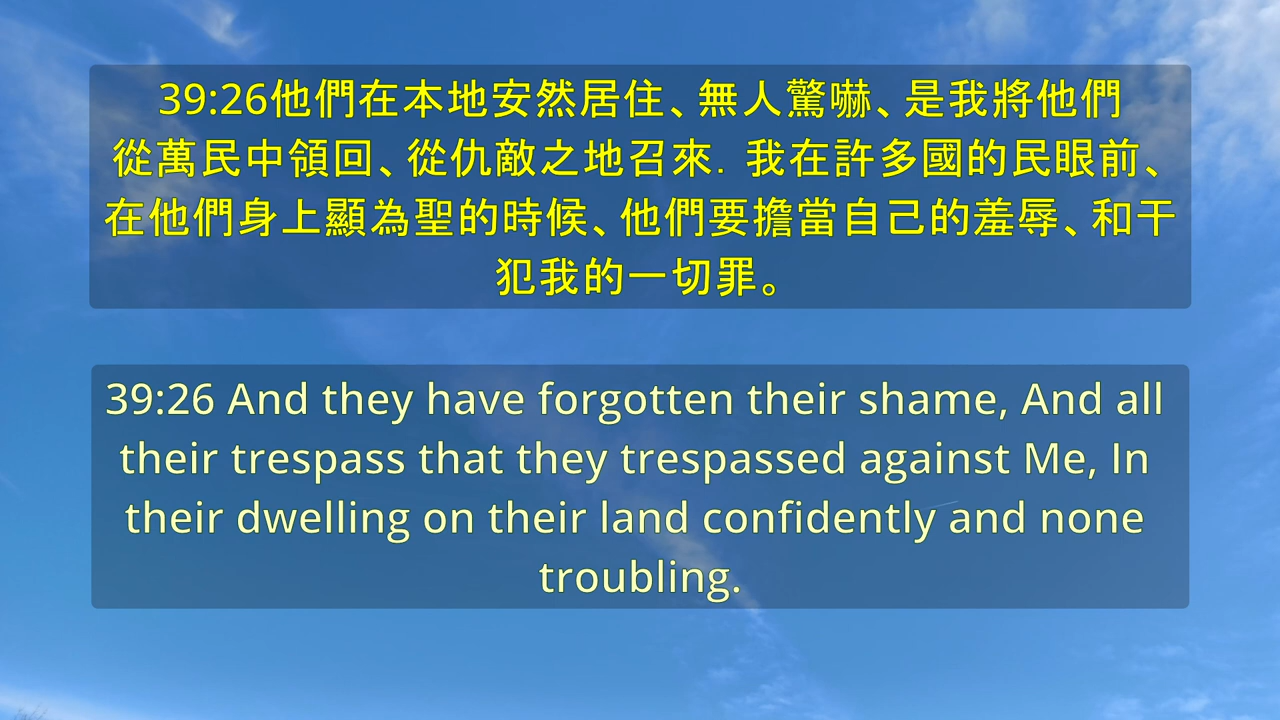 39:26他們在本地安然居住、無人驚嚇、是我將他們
從萬民中領回、從仇敵之地召來．我在許多國的民眼前、
在他們身上顯為聖的時候、他們要擔當自己的羞辱、和干
犯我的一切罪。
39:26 And they have forgotten their shame, And all
their trespass that they trespassed against Me, In
their dwelling on their land confidently and none
troubling.